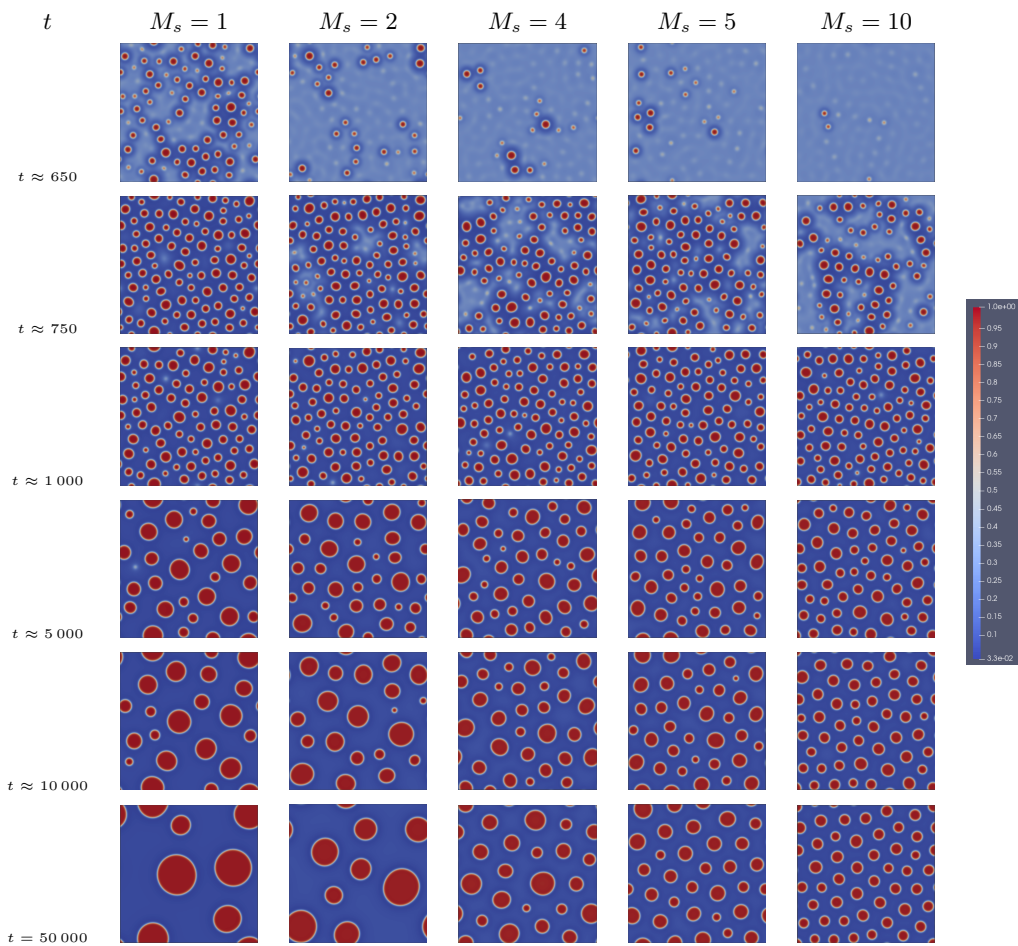 t M_s = 1 M_s = 2 M_s = 4 M_s = 5 M_s = 10
t ≈ 650
t ≈ 750
t ≈ 1 000
t ≈ 5 000
t ≈ 10 000
t = 50 000
1.0e+00
0.95
0.9
0.85
0.8
0.75
0.7
0.65
0.6
0.55
0.5
0.45
0.4
0.35
0.3
0.25
0.2
0.15
0.1
3.3e-02